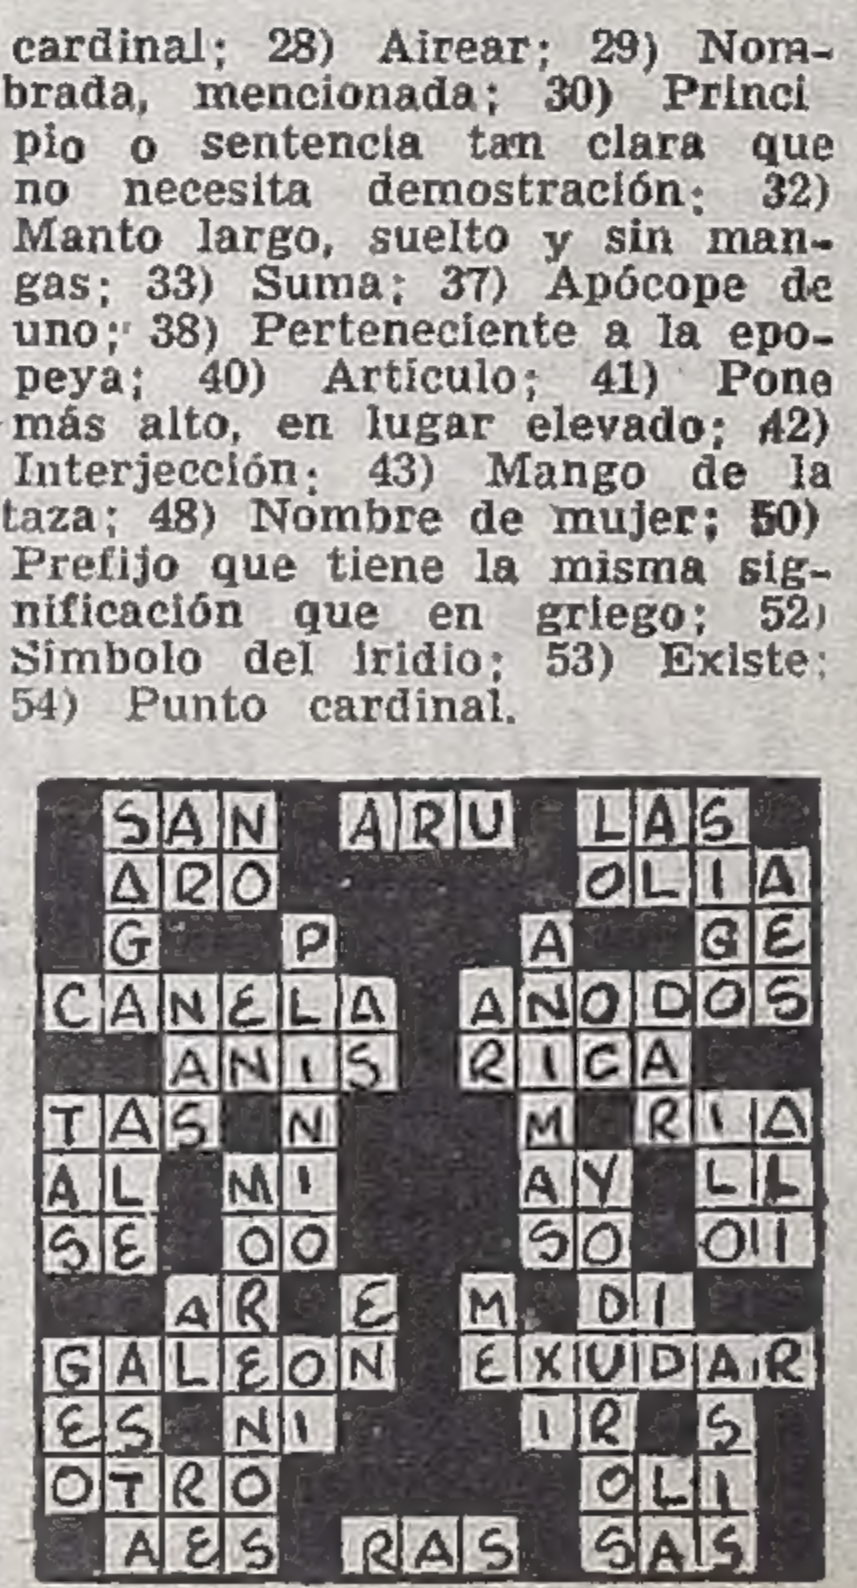 cardinal; 28) Airear; 29) Nom-
brada, mencionada; 30) Princi
pio o sentencia tan clara que
no necesita demostración; 32)
Manto largo, suelto y sin man-
gas; 33) Suma; 37) Apócope de
uno; 38) Perteneciente a la epo-
peya; 40) Artículo; 41) Pone
más alto, en lugar elevado; 42)
Interjección; 43) Mango de la
taza; 48) Nombre de mujer; 50)
Prefijo que tiene la misma sig-
nificación que en griego; 52)
Símbolo del iridio; 53) Existe;
54) Punto cardinal.
SAN ARU LAS
ARO OLIA
G P A GE
CANELA ANODOS
ANIS RICA
TAS N M RIA
AL MI AY LL
SE OO SO OII
AR E M DI
GALEON EXUDAR
ES NI IR S
OTRO OLI
AES RAS SAS